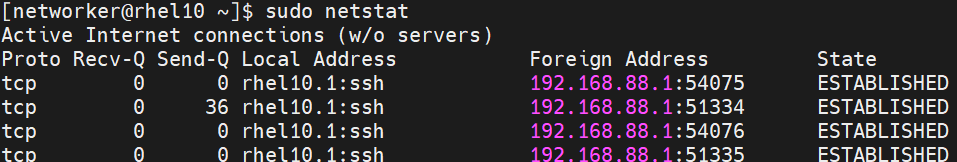 [networker@rhel10 ~]$ sudo netstat
Active Internet connections (w/o servers)
Proto Recv-Q Send-Q Local Address           Foreign Address         State
tcp        0      0 rhel10.1:ssh            192.168.88.1:54075      ESTABLISHED
tcp        0     36 rhel10.1:ssh            192.168.88.1:51334      ESTABLISHED
tcp        0      0 rhel10.1:ssh            192.168.88.1:54076      ESTABLISHED
tcp        0      0 rhel10.1:ssh            192.168.88.1:51335      ESTABLISHED